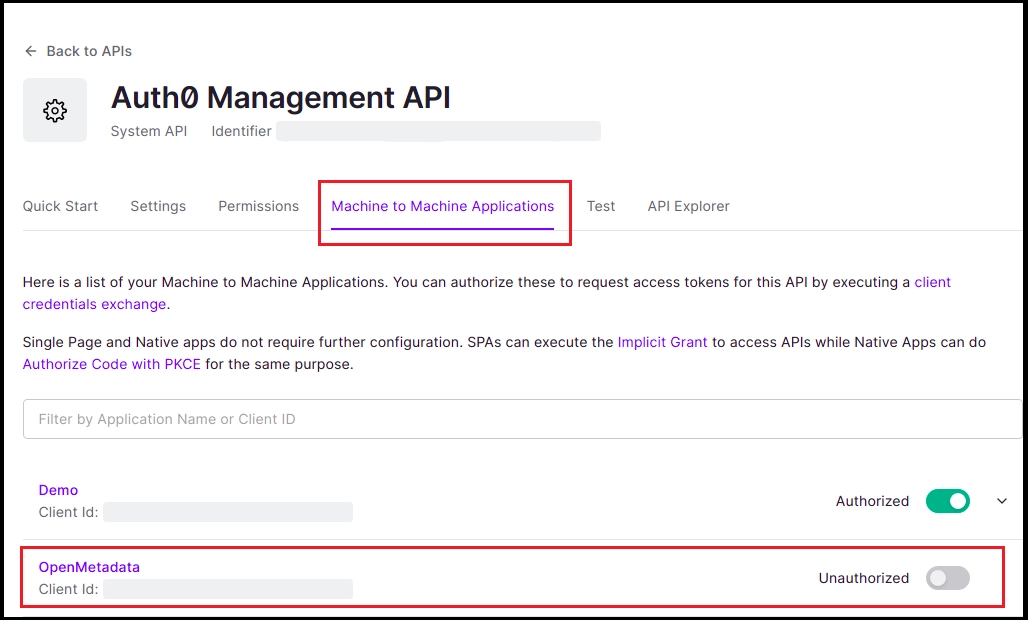 Back to APIs
Auth0 Management API
System API Identifier
Quick Start Settings Permissions Machine to Machine Applications Test API Explorer
Here is a list of your Machine to Machine Applications. You can authorize these to request access tokens for this API by executing a client
credentials exchange.
Single Page and Native apps do not require further configuration. SPAs can execute the Implicit Grant to access APIs while Native Apps can do
Authorize Code with PKCE for the same purpose.
Filter by Application Name or Client ID
Demo
Client Id:
Authorized
OpenMetadata
Client Id:
Unauthorized